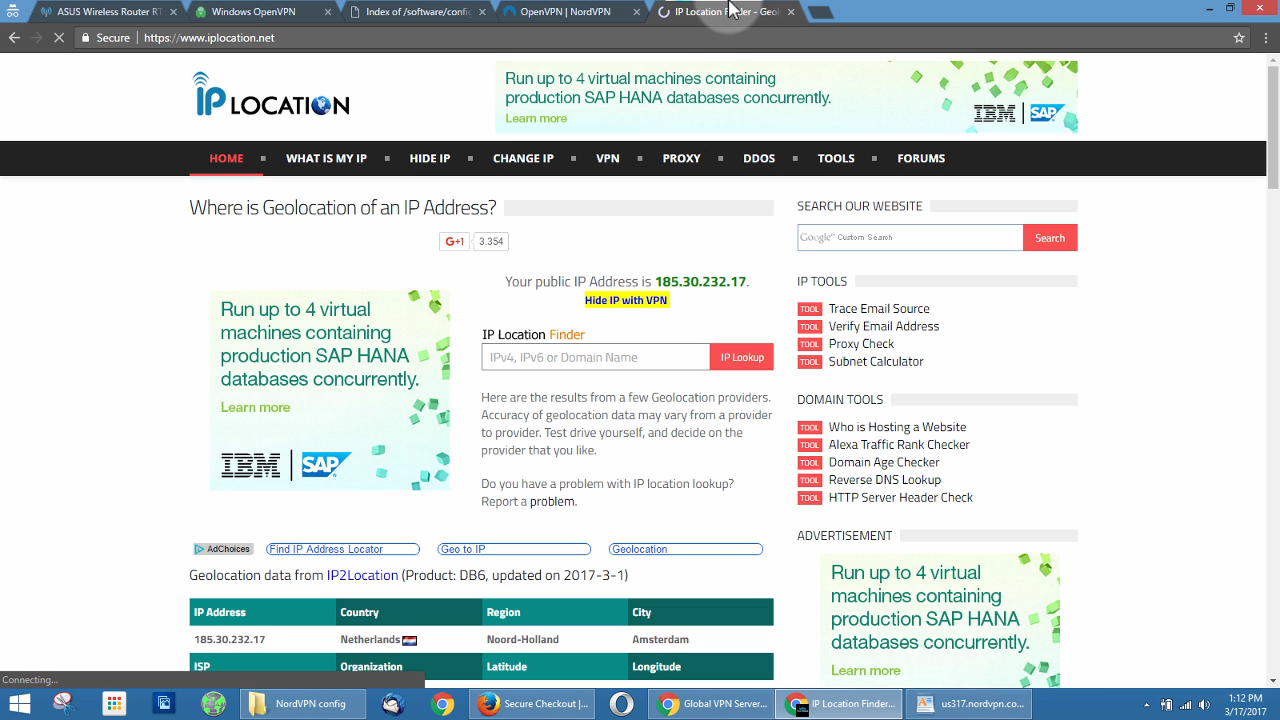 ASUS Wireless Router RT
Windows OpenVPN
Index of /software/config
OpenVPN | NordVPN
IP Location Finder - Geol
Secure
https://www.iplocation.net
IP LOCATION
Run up to 4 virtual machines containing
production SAP HANA databases concurrently.
Learn more
IBM | SAP
HOME
WHAT IS MY IP
HIDE IP
CHANGE IP
VPN
PROXY
DDOS
TOOLS
FORUMS
Where is Geolocation of an IP Address?
G+1
3.354
Your public IP Address is 185.30.232.17.
Hide IP with VPN
Run up to 4 virtual
machines containing
production SAP HANA
databases concurrently.
Learn more
IBM | SAP
IP Location Finder
IPv4, IPv6 or Domain Name
IP Lookup
Here are the results from a few Geolocation providers.
Accuracy of geolocation data may vary from a provider
to provider. Test drive yourself, and decide on the
provider that you like.
Do you have a problem with IP location lookup?
Report a problem.
AdChoices
Find IP Address Locator
Geo to IP
Geolocation
Geolocation data from IP2Location (Product: DB6, updated on 2017-3-1)
IP Address
Country
Region
City
185.30.232.17
Netherlands
Noord-Holland
Amsterdam
ISP
Organization
Latitude
Longitude
SEARCH OUR WEBSITE
Google™ Custom Search
Search
IP TOOLS
TOOL Trace Email Source
TOOL Verify Email Address
TOOL Proxy Check
TOOL Subnet Calculator
DOMAIN TOOLS
TOOL Who is Hosting a Website
TOOL Alexa Traffic Rank Checker
TOOL Domain Age Checker
TOOL Reverse DNS Lookup
TOOL HTTP Server Header Check
ADVERTISEMENT
Run up to 4 virtual
machines containing
production SAP HANA
databases concurrently.
Learn more
Connecting...
NordVPN config
Secure Checkout |...
Global VPN Server...
IP Location Finder...
us317.nordvpn.co...
1:12 PM
3/17/2017